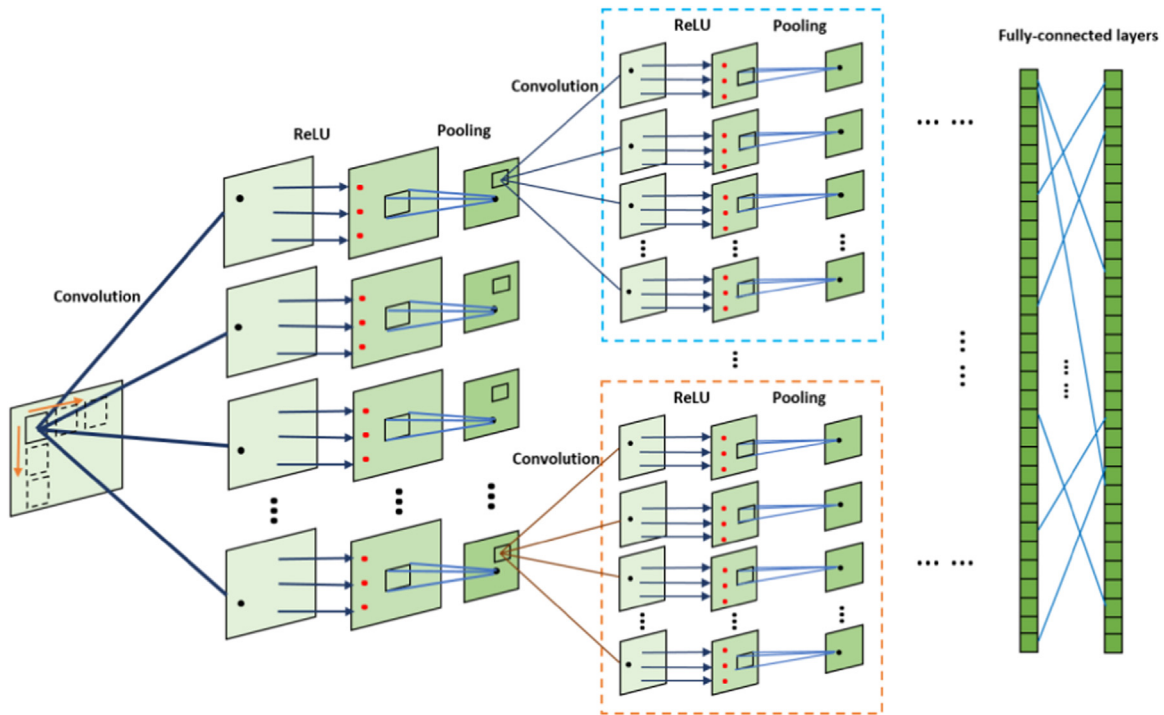 ReLU
Pooling
Fully-connected layers
Convolution
ReLU
Pooling
Convolution
ReLU
Pooling
Convolution